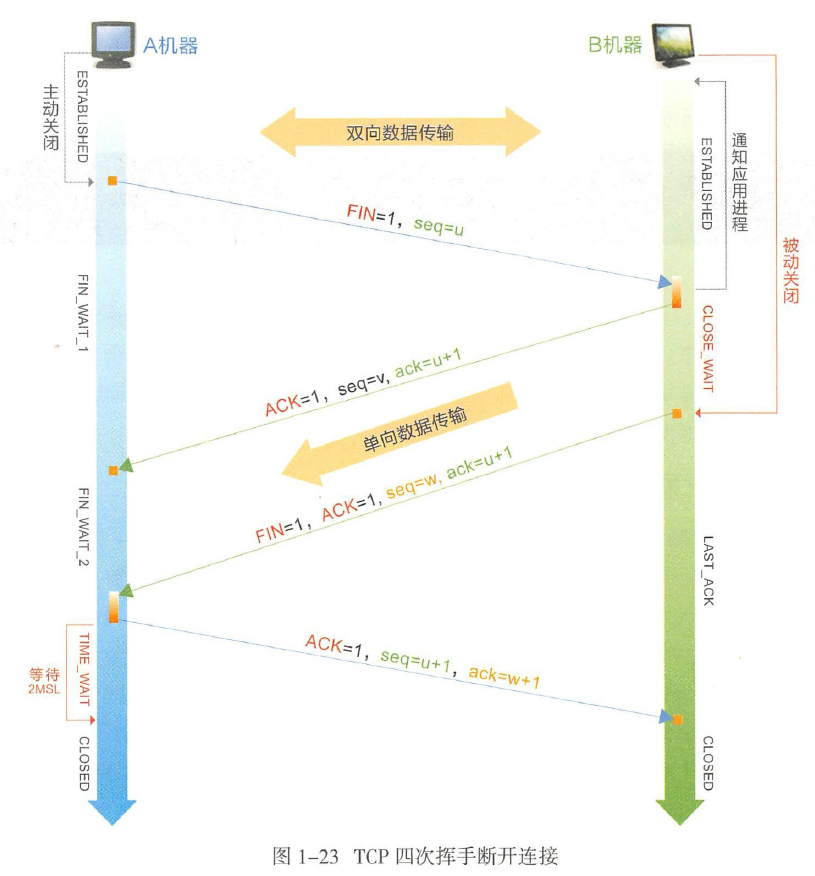 A机器
B机器
主动关闭
ESTABLISHED
双向数据传输
ESTABLISHED
通知应用进程
被动关闭
FIN=1, seq=u
FIN_WAIT_1
CLOSE_WAIT
ACK=1, seq=v, ack=u+1
单向数据传输
FIN=1, ACK=1, seq=w, ack=u+1
FIN_WAIT_2
LAST_ACK
ACK=1, seq=u+1, ack=w+1
等待
2MSL
TIME_WAIT
CLOSED
CLOSED
图 1-23 TCP 四次挥手断开连接